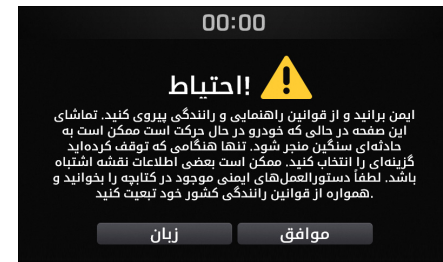 00:00
احتیاط!
ایمن برانید و از قوانین راهنمایی و رانندگی پیروی کنید. تماشای
این صفحه در حالی که خودرو در حال حرکت است ممکن است به
حادثه‌ای سنگین منجر شود. تنها هنگامی که توقف کرده‌اید
گزینه‌ای را انتخاب کنید. ممکن است بعضی اطلاعات نقشه اشتباه
باشد. لطفاً دستورالعمل‌های ایمنی موجود در کتابچه را بخوانید و
همواره از قوانین رانندگی کشور خود تبعیت کنید.
موافق
زبان